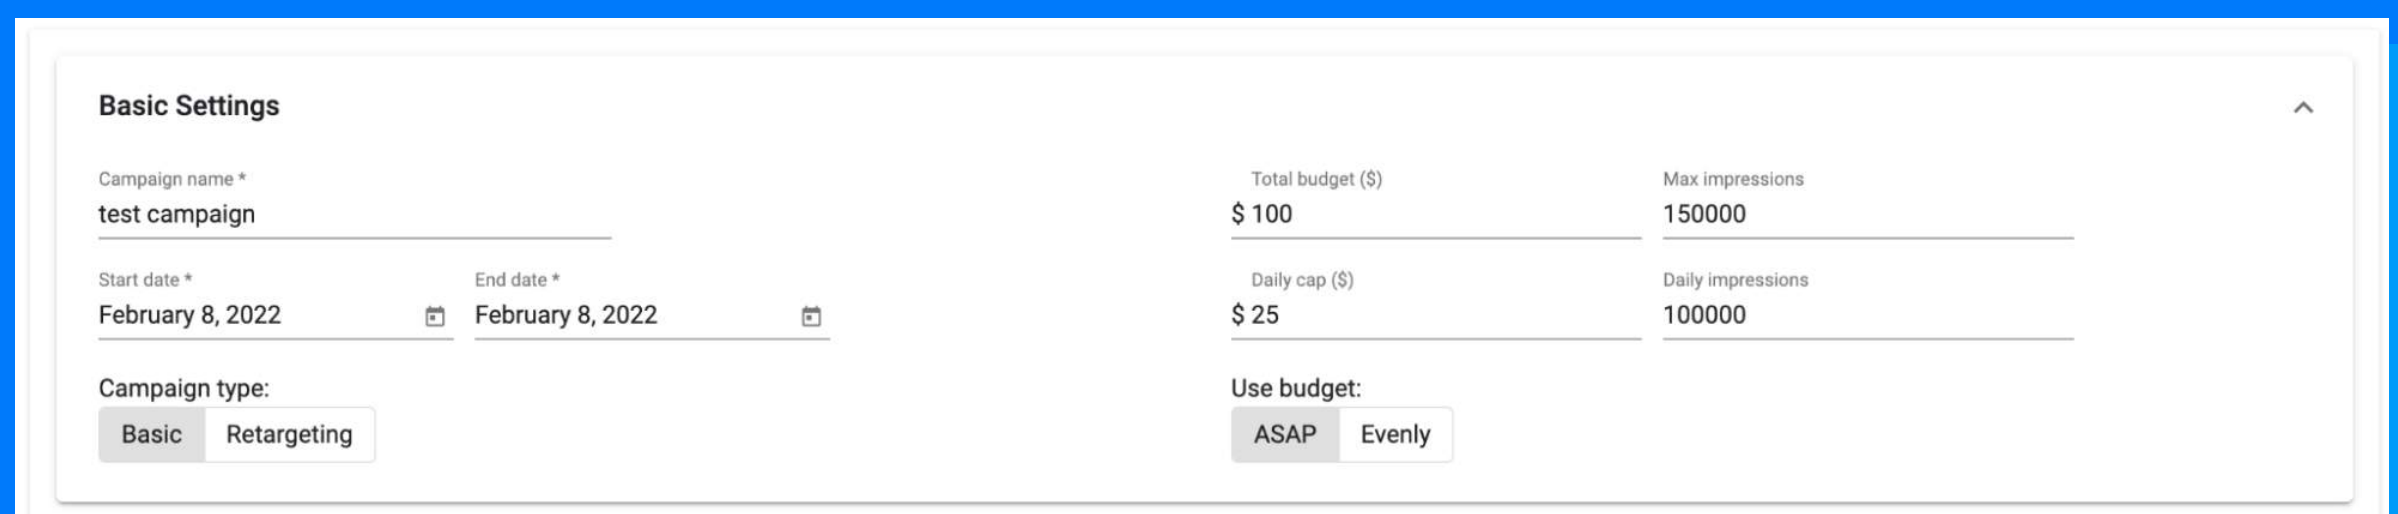 Basic Settings
Campaign name *
test campaign
Total budget ($)
$ 100
Max impressions
150000
Start date *
February 8, 2022
End date *
February 8, 2022
Daily cap ($)
$ 25
Daily impressions
100000
Campaign type:
Basic
Retargeting
Use budget:
ASAP
Evenly